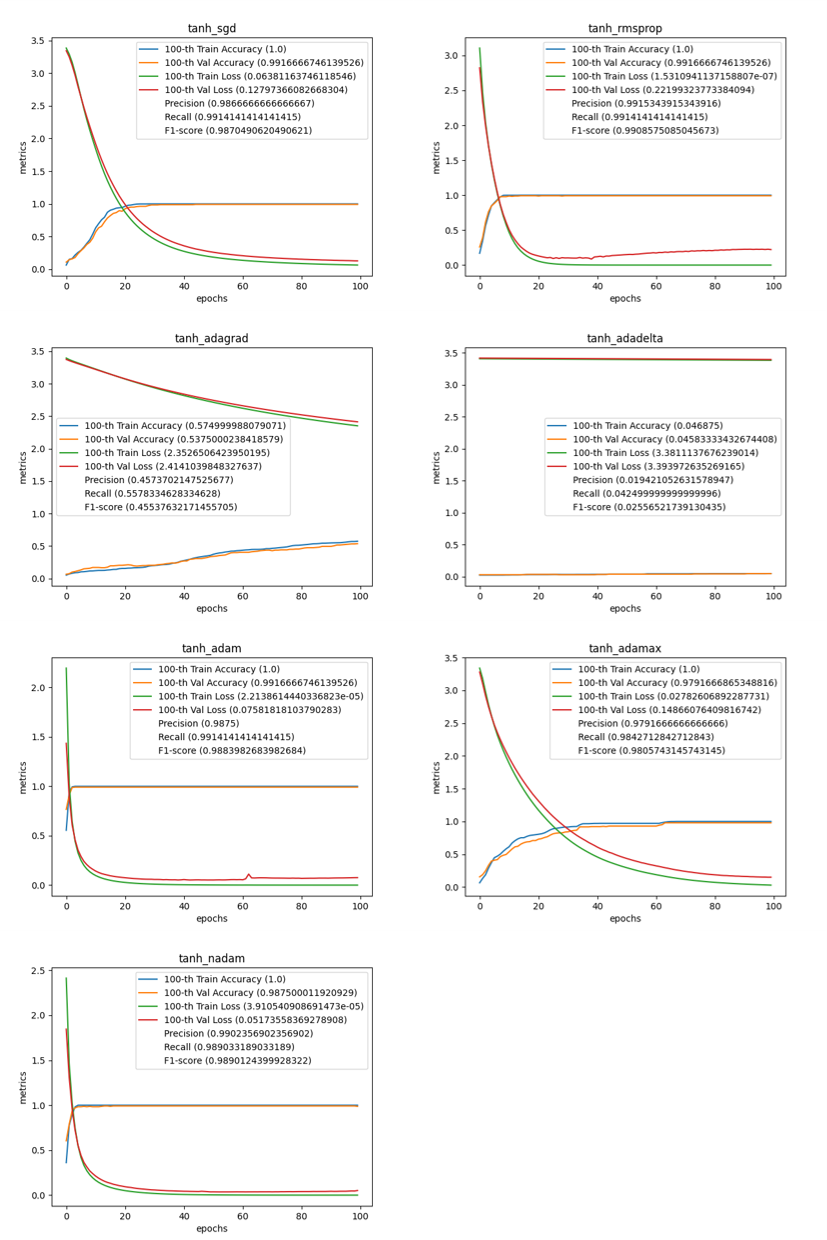 tanh_sgd
3.5
3.0
2.5
2.0
1.5
1.0
0.5
0.0
metrics
100-th Train Accuracy (1.0)
100-th Val Accuracy (0.9916666746139526)
100-th Train Loss (0.06381163746118546)
100-th Val Loss (0.12797366082668304)
Precision (0.9866666666666667)
Recall (0.9914141414141415)
F1-score (0.9870490620490621)
0 20 40 60 80 100
epochs
tanh_rmsprop
3.0
2.5
2.0
1.5
1.0
0.5
0.0
metrics
100-th Train Accuracy (1.0)
100-th Val Accuracy (0.9916666746139526)
100-th Train Loss (1.5310941137158807e-07)
100-th Val Loss (0.22199323773384094)
Precision (0.9915343915343916)
Recall (0.9914141414141415)
F1-score (0.9908575085045673)
0 20 40 60 80 100
epochs
tanh_adagrad
3.5
3.0
2.5
2.0
1.5
1.0
0.5
0.0
metrics
100-th Train Accuracy (0.574999988079071)
100-th Val Accuracy (0.5375000238418579)
100-th Train Loss (2.3526506423950195)
100-th Val Loss (2.4141039848327637)
Precision (0.4573702147525677)
Recall (0.5578334628334628)
F1-score (0.45537632171455705)
0 20 40 60 80 100
epochs
tanh_adadelta
3.5
3.0
2.5
2.0
1.5
1.0
0.5
0.0
metrics
100-th Train Accuracy (0.046875)
100-th Val Accuracy (0.04583333432674408)
100-th Train Loss (3.3811137676239014)
100-th Val Loss (3.393972635269165)
Precision (0.019421052631578947)
Recall (0.042499999999999996)
F1-score (0.02556521739130435)
0 20 40 60 80 100
epochs
tanh_adam
2.0
1.5
1.0
0.5
0.0
metrics
100-th Train Accuracy (1.0)
100-th Val Accuracy (0.9916666746139526)
100-th Train Loss (2.2138614440336823e-05)
100-th Val Loss (0.07581818103790283)
Precision (0.9875)
Recall (0.9914141414141415)
F1-score (0.9883982683982684)
0 20 40 60 80 100
epochs
tanh_adamax
3.5
3.0
2.5
2.0
1.5
1.0
0.5
0.0
metrics
100-th Train Accuracy (1.0)
100-th Val Accuracy (0.9791666865348816)
100-th Train Loss (0.02782606892287731)
100-th Val Loss (0.14866076409816742)
Precision (0.9791666666666666)
Recall (0.9842712842712843)
F1-score (0.9805743145743145)
0 20 40 60 80 100
epochs
tanh_nadam
2.5
2.0
1.5
1.0
0.5
0.0
metrics
100-th Train Accuracy (1.0)
100-th Val Accuracy (0.987500011920929)
100-th Train Loss (3.910540908691473e-05)
100-th Val Loss (0.05173558369278908)
Precision (0.9902356902356902)
Recall (0.989033189033189)
F1-score (0.9890124399928322)
0 20 40 60 80 100
epochs